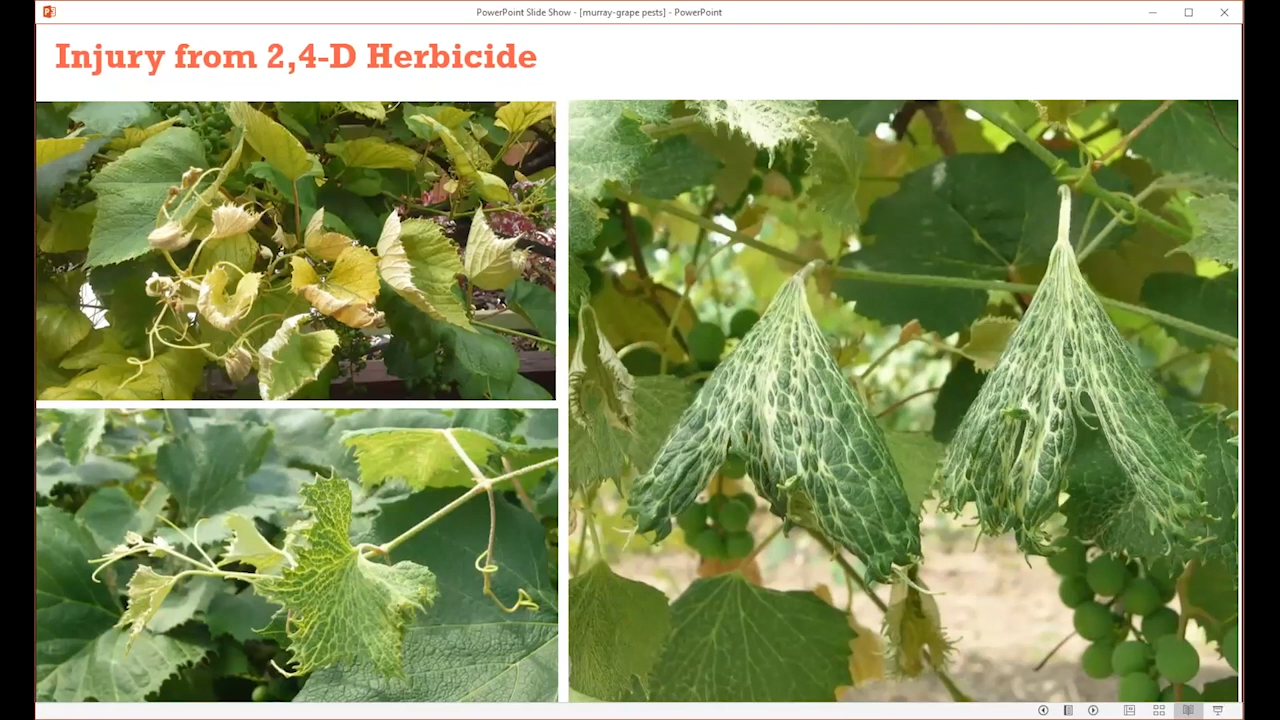 PowerPoint Slide Show - [murray-grape pests] - PowerPoint
Injury from 2,4-D Herbicide